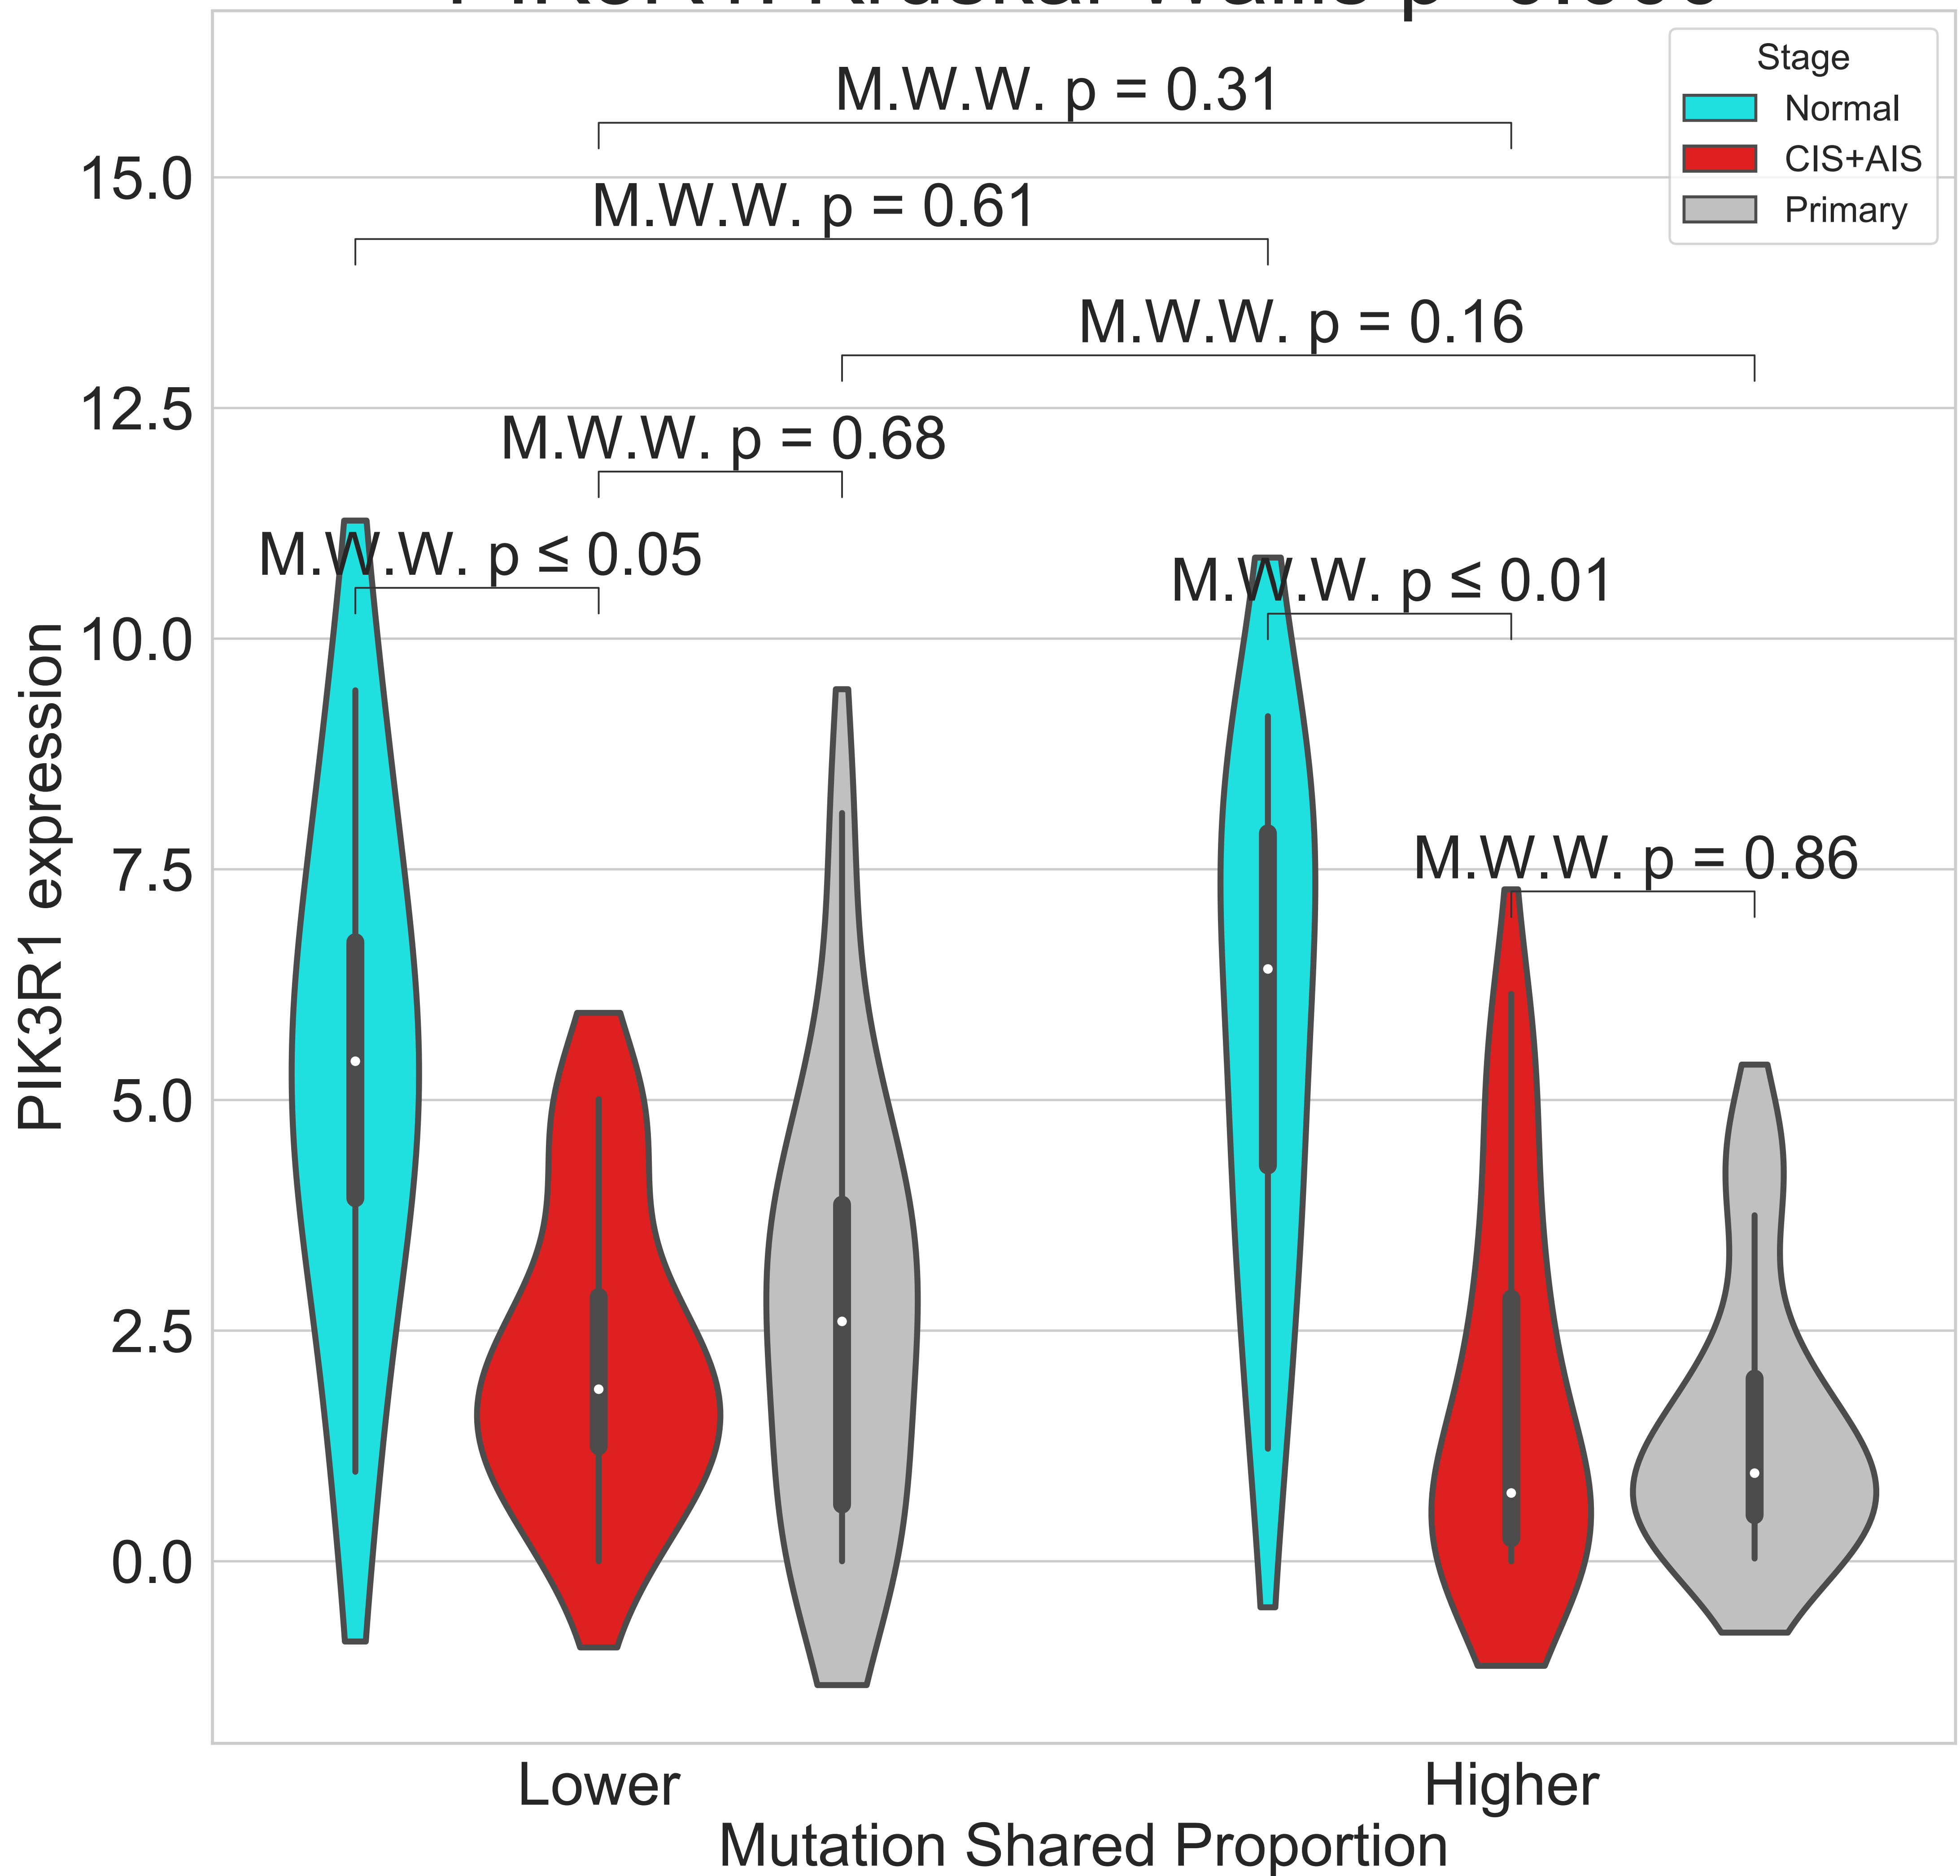 Stage
Normal
CIS+AIS
Primary
M.W.W. p = 0.31
M.W.W. p = 0.61
M.W.W. p = 0.16
M.W.W. p = 0.68
M.W.W. p ≤ 0.05
M.W.W. p ≤ 0.01
M.W.W. p = 0.86
15.0
12.5
10.0
7.5
5.0
2.5
0.0
PIK3R1 expression
Lower
Higher
Mutation Shared Proportion